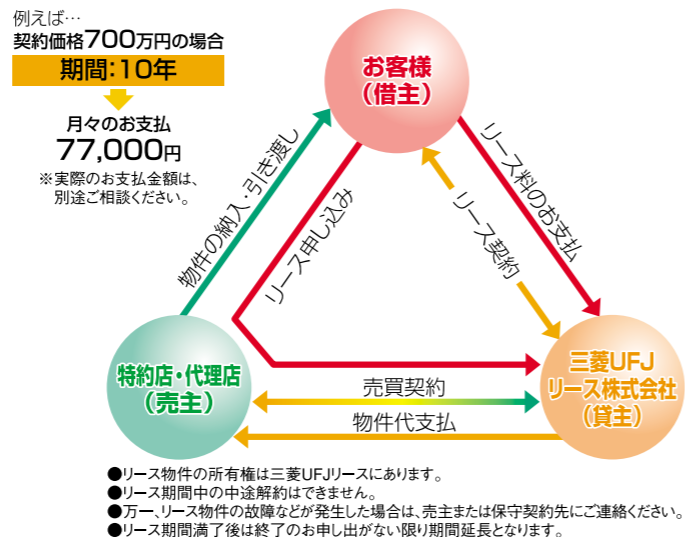 例えば…
契約価格700万円の場合
期間:10年
月々のお支払
77,000円
※実際のお支払金額は、
別途ご相談ください。
お客様
(借主)
物件の納入・引き渡し
リース申し込み
リース契約
リース料のお支払
特約店・代理店
(売主)
三菱UFJ
リース株式会社
(貸主)
売買契約
物件代支払
●リース物件の所有権は三菱UFJリースにあります。
●リース期間中の中途解約はできません。
●万一、リース物件の故障などが発生した場合は、売主または保守契約先にご連絡ください。
●リース期間満了後は終了のお申し出がない限り期間延長となります。